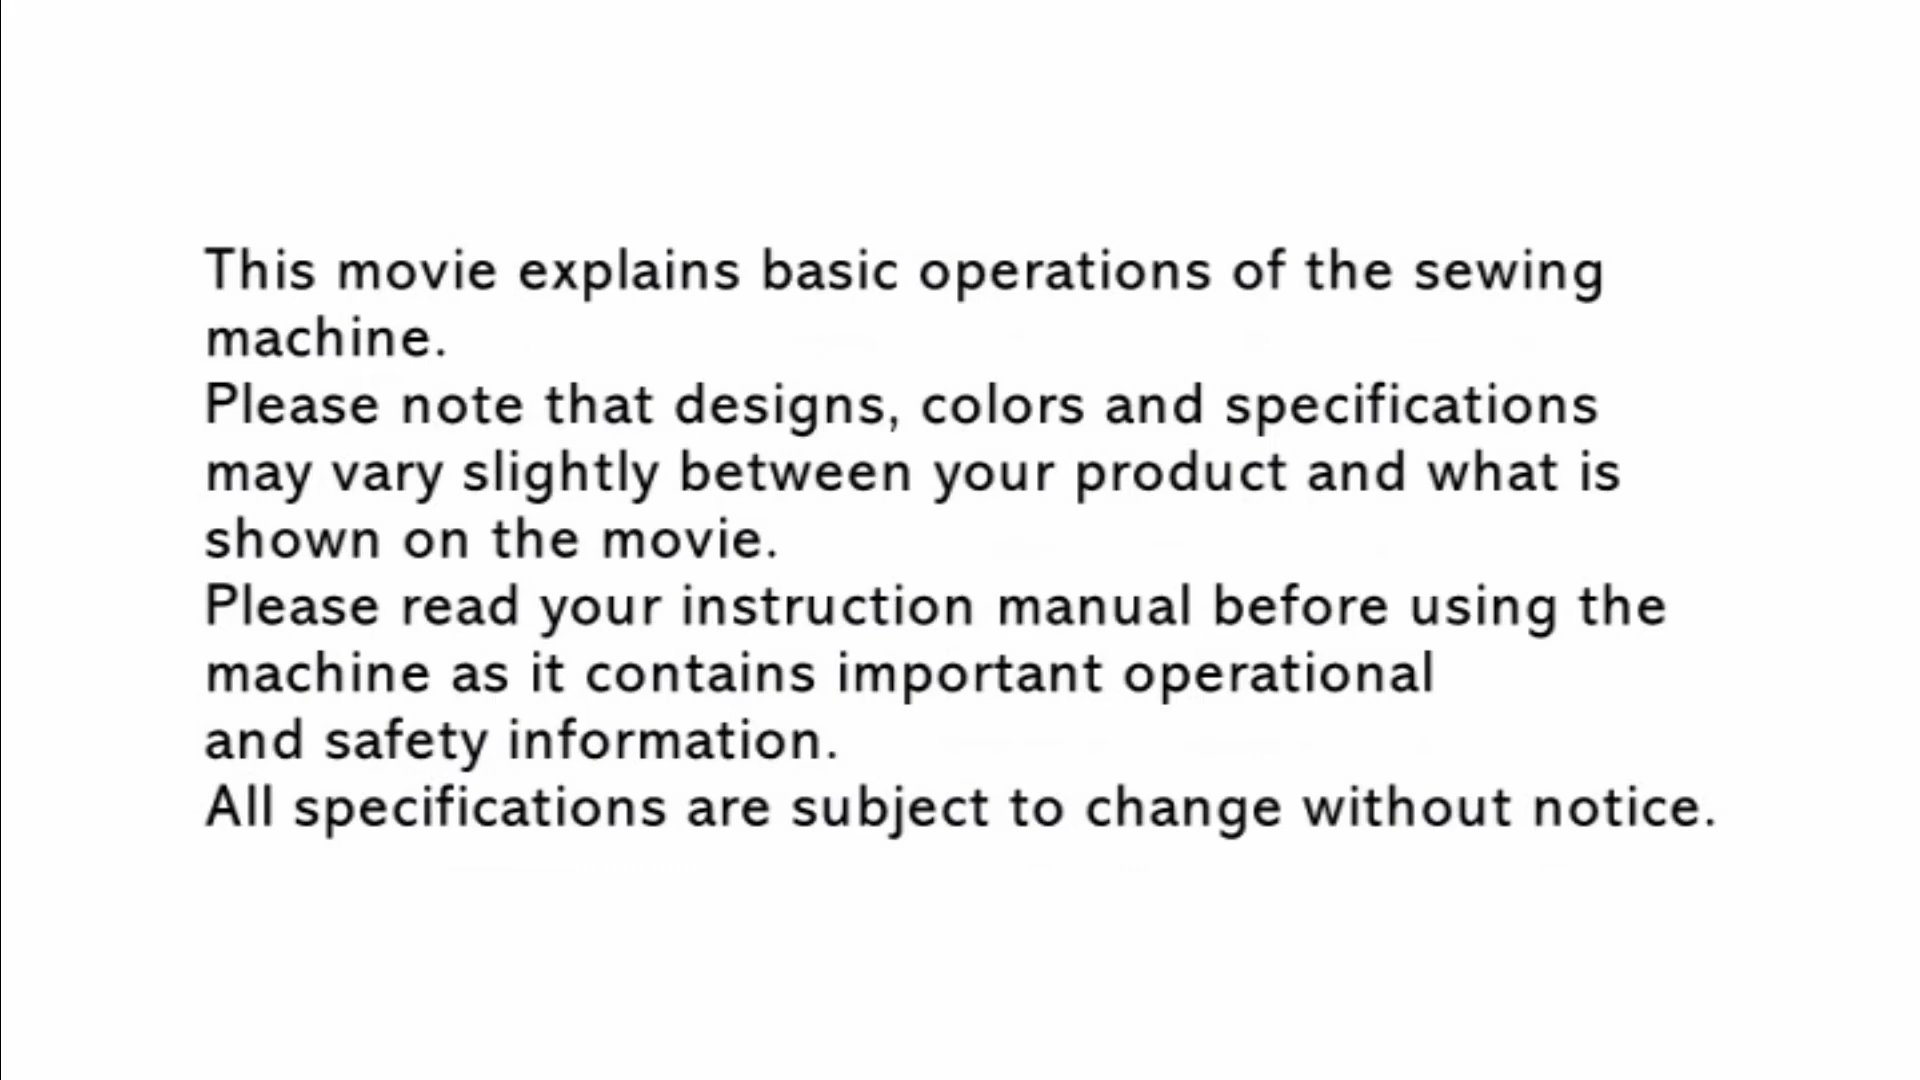 This movie explains basic operations of the sewing
machine.
Please note that designs, colors and specifications
may vary slightly between your product and what is
shown on the movie.
Please read your instruction manual before using the
machine as it contains important operational
and safety information.
All specifications are subject to change without notice.